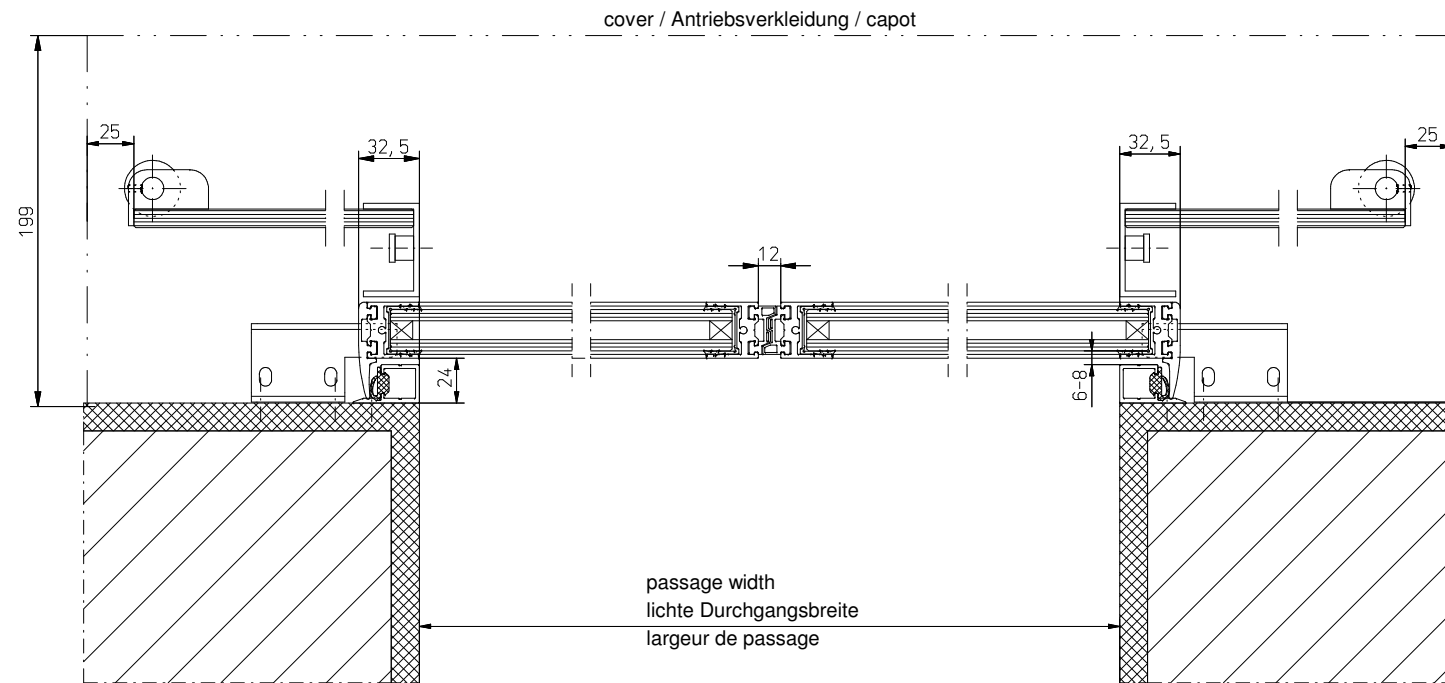 cover / Antriebsverkleidung / capot
25
32,5
32,5
25
199
12
24
6-8
passage width
lichte Durchgangsbreite
largeur de passage